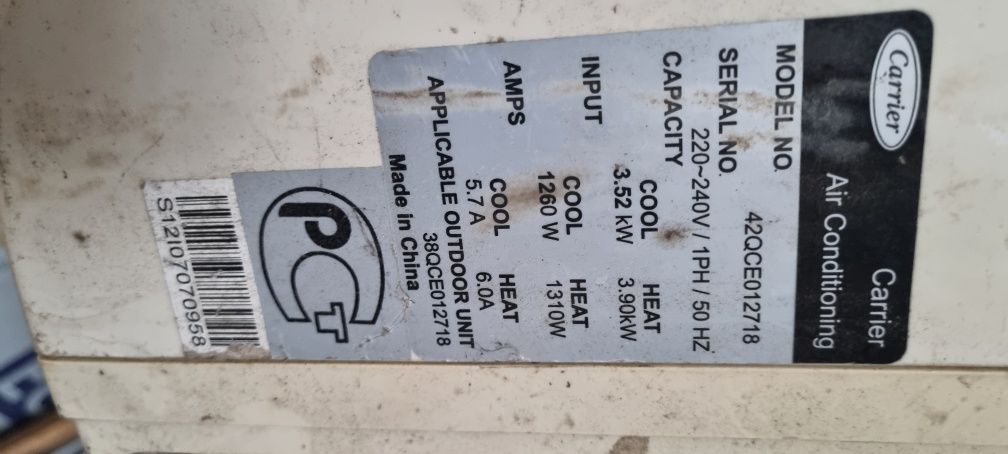 Carrier
Carrier
Air Conditioning
MODEL NO. 42QCE012718
SERIAL NO.
220~240V / 1PH / 50 HZ
CAPACITY COOL HEAT
3.52 kW 3.90kW
INPUT COOL HEAT
1260 W 1310W
AMPS COOL HEAT
5.7 A 6.0A
APPLICABLE OUTDOOR UNIT
38QCE012718
Made in China
PCT
S12I070709​58